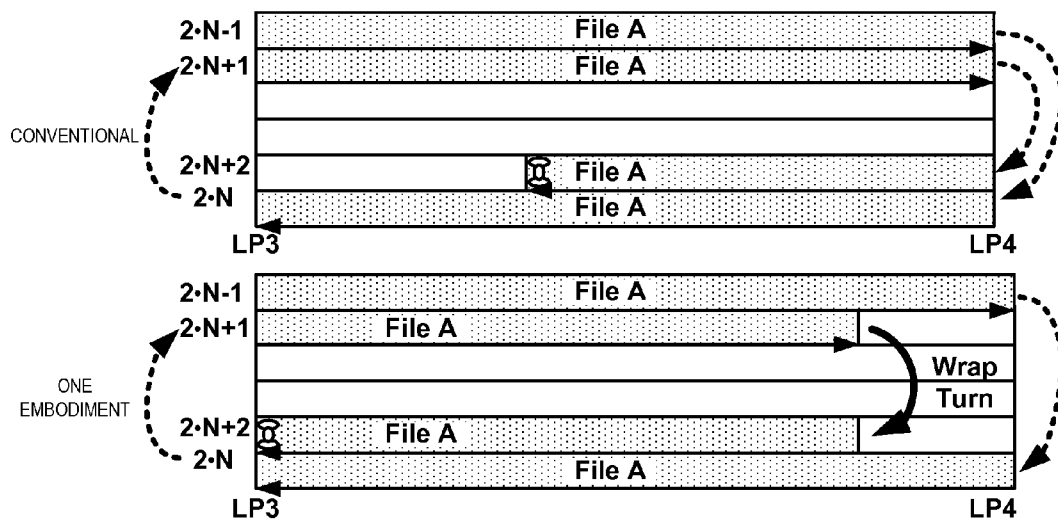 2·N-1 File A
2·N+1 File A
CONVENTIONAL
2·N+2 File A
2·N File A
LP3 LP4
2·N-1 File A
2·N+1 File A
Wrap
ONE
EMBODIMENT
Turn
2·N+2 File A
2·N File A
LP3 LP4